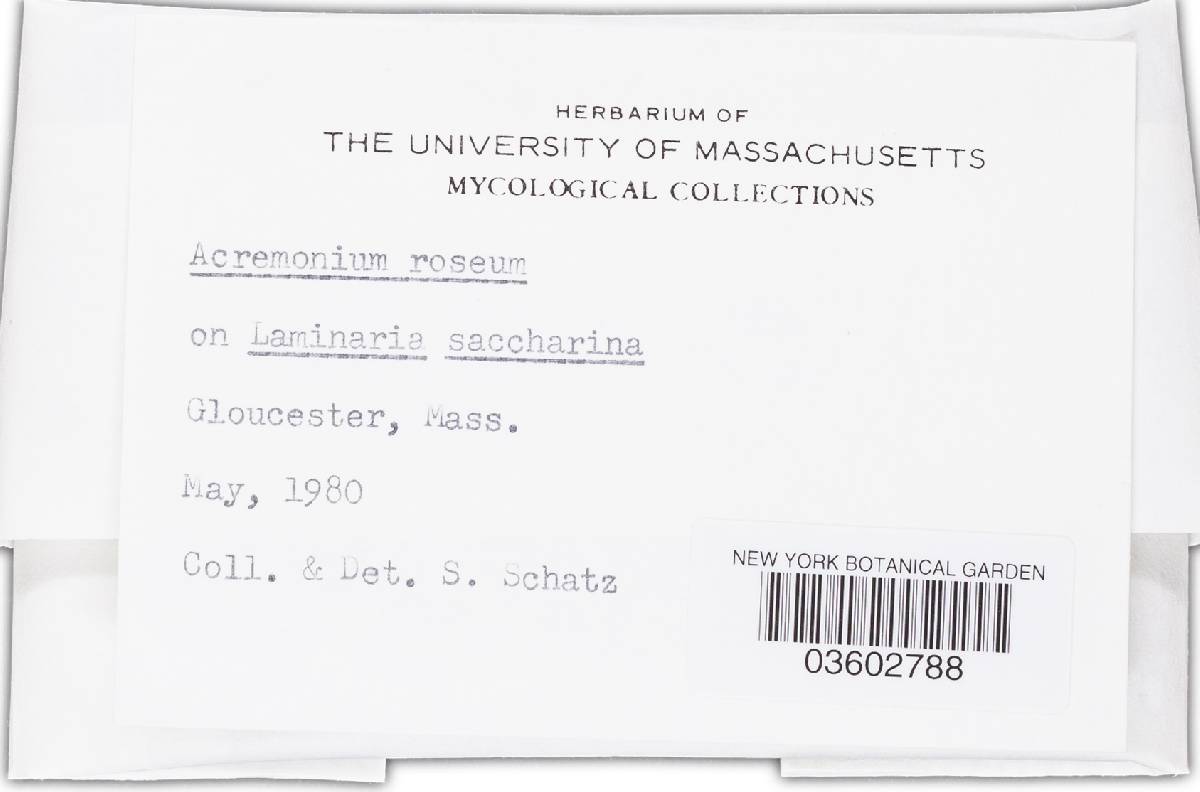 HERBARIUM OF
THE UNIVERSITY OF MASSACHUSETTS
MYCOLOGICAL COLLECTIONS
Acremonium roseum
on Laminaria saccharina
Gloucester, Mass.
May, 1980
Coll. & Det. S. Schatz
NEW YORK BOTANICAL GARDEN
03602788